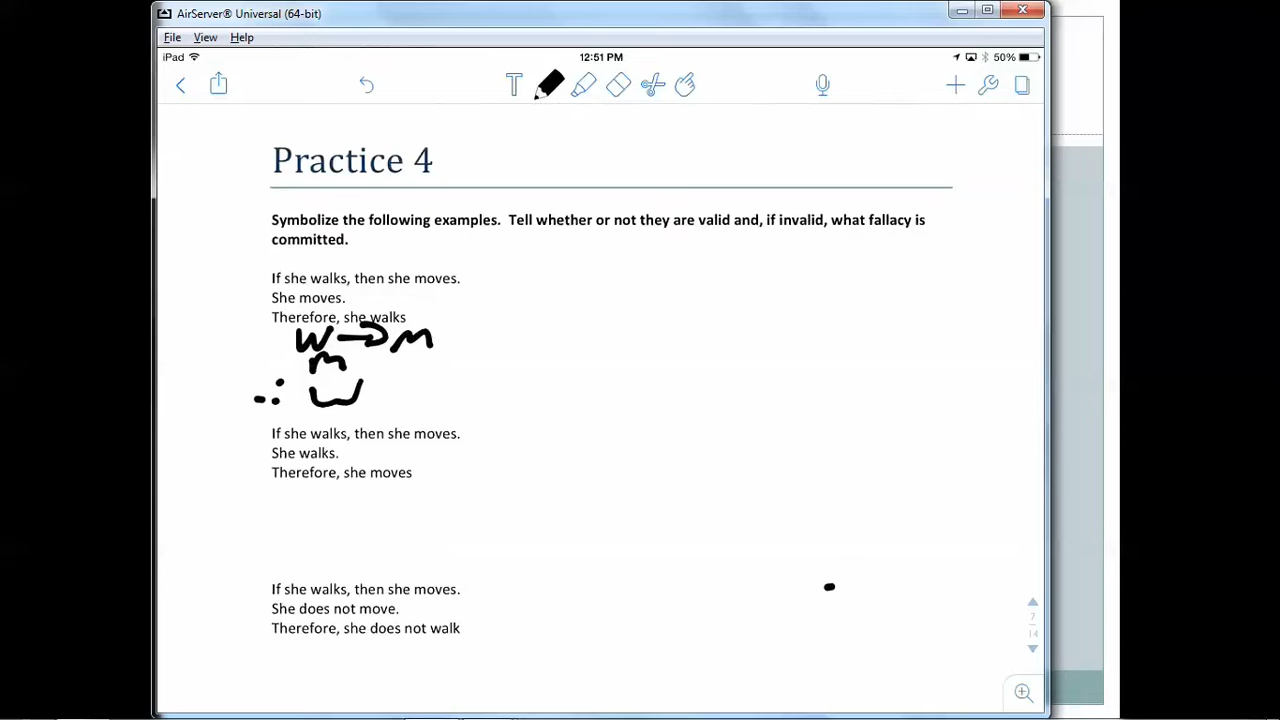 AirServer® Universal (64-bit)
File View Help
iPad 12:51 PM 50%
T
Practice 4
Symbolize the following examples. Tell whether or not they are valid and, if invalid, what fallacy is
committed.
If she walks, then she moves.
She moves.
Therefore, she walks
W → M
M
∴ W
If she walks, then she moves.
She walks.
Therefore, she moves
If she walks, then she moves.
She does not move.
Therefore, she does not walk
7
14